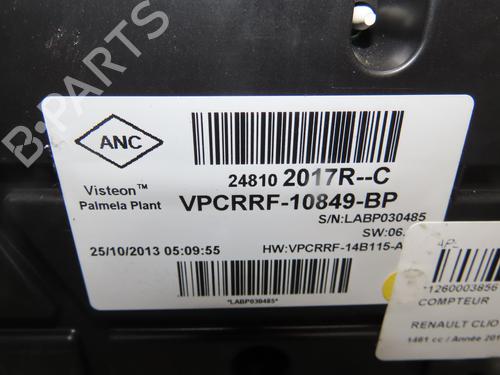 B-PARTS
ANC
Visteon™
Palmela Plant
24810 2017R--C
VPCRRF-10849-BP
S/N:LABP030485
SW:06.
25/10/2013 05:09:55
HW:VPCRRF-14B115-A
*LABP030485*
*1260003856
COMPTEUR
RENAULT CLIO
1461 cc / Année 201